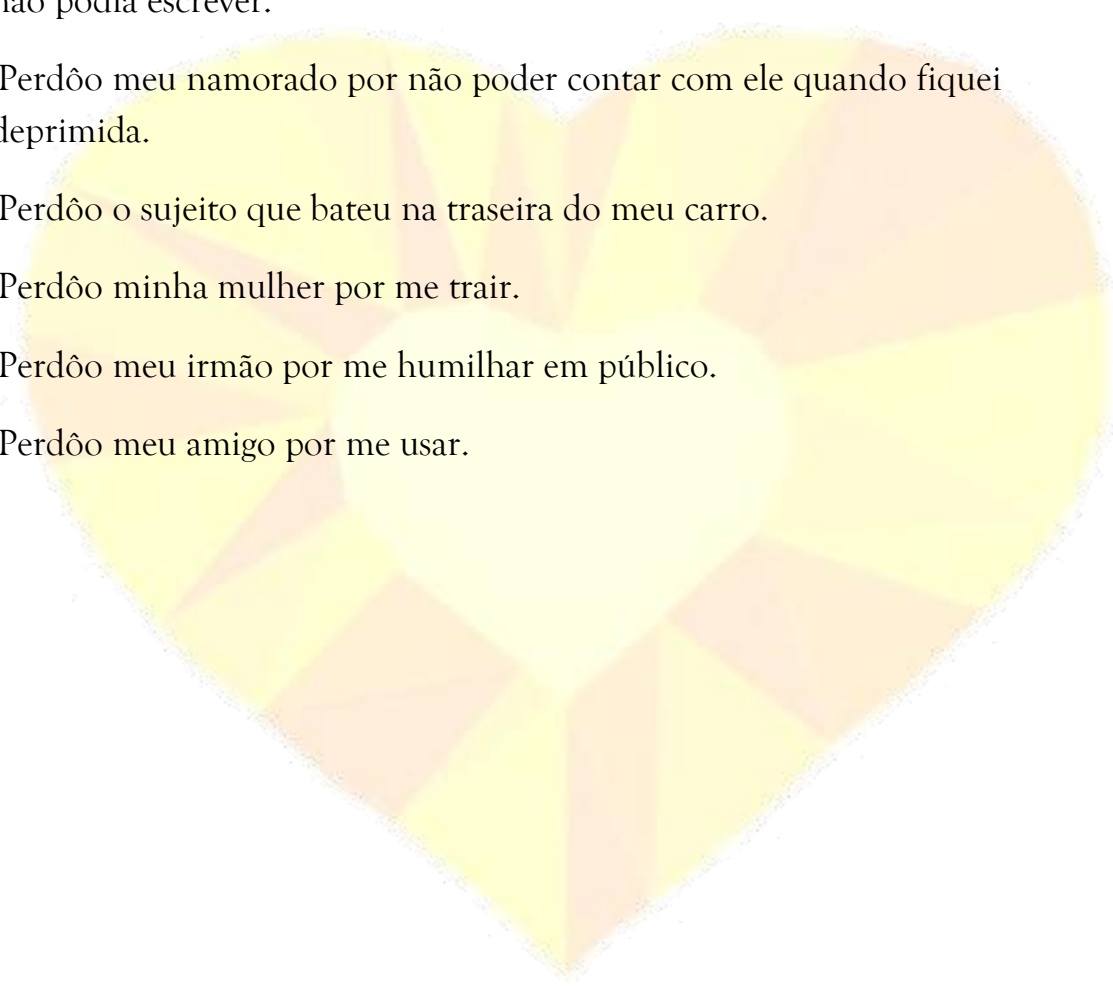 não podia escrever.
Perdôo meu namorado por não poder contar com ele quando fiquei
deprimida.
Perdôo o sujeito que bateu na traseira do meu carro.
Perdôo minha mulher por me trair.
Perdôo meu irmão por me humilhar em público.
Perdôo meu amigo por me usar.